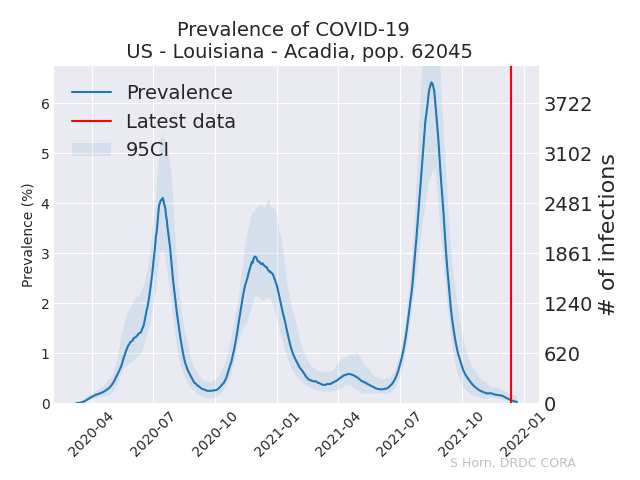 Prevalence of COVID-19
US - Louisiana - Acadia, pop. 62045
Prevalence
Latest data
95CI
Prevalence (%)
6
5
4
3
2
1
0
3722
3102
2481
1861
1240
620
0
# of infections
2020-04
2020-07
2020-10
2021-01
2021-04
2021-07
2021-10
2022-01
S Horn, DRDC CORA